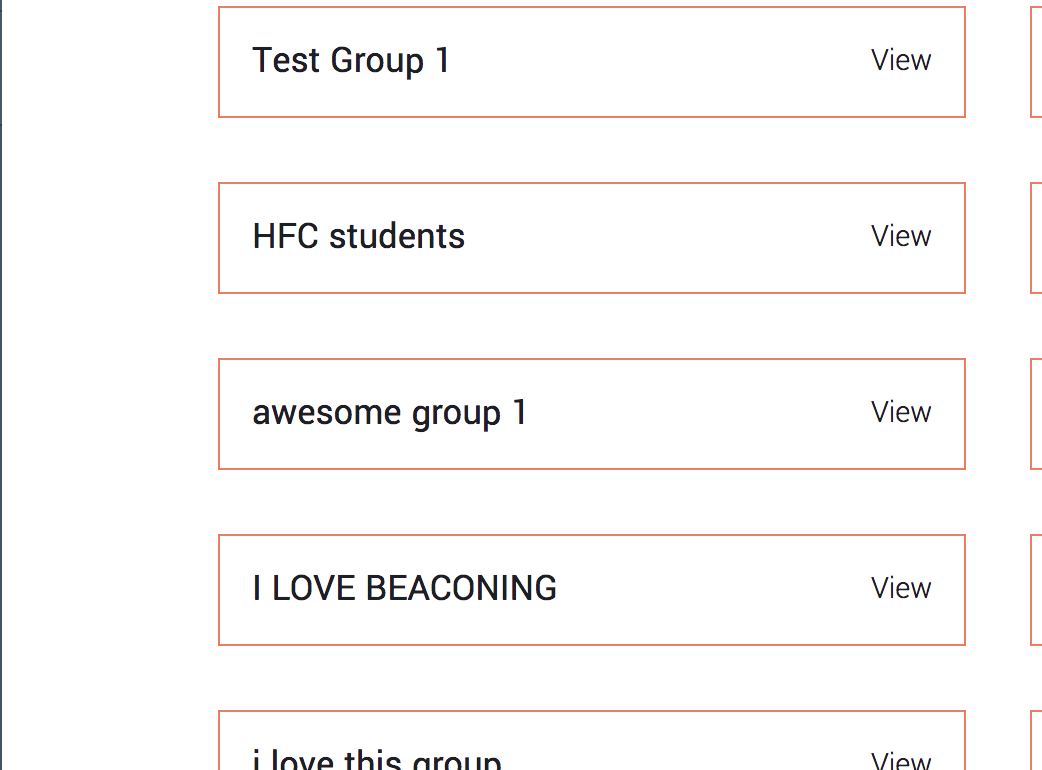 Test Group 1 View
HFC students View
awesome group 1 View
I LOVE BEACONING View
i love this group View